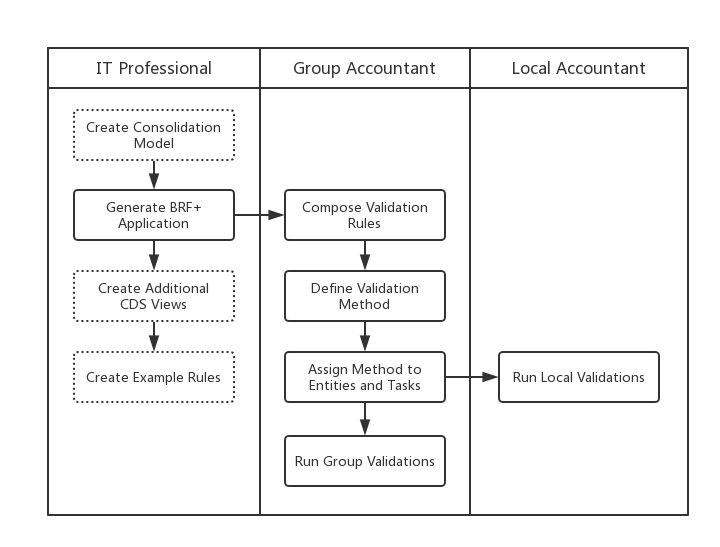 IT Professional
Group Accountant
Local Accountant
Create Consolidation
Model
Generate BRF+
Application
Compose Validation
Rules
Create Additional
CDS Views
Define Validation
Method
Create Example Rules
Assign Method to
Entities and Tasks
Run Local Validations
Run Group Validations